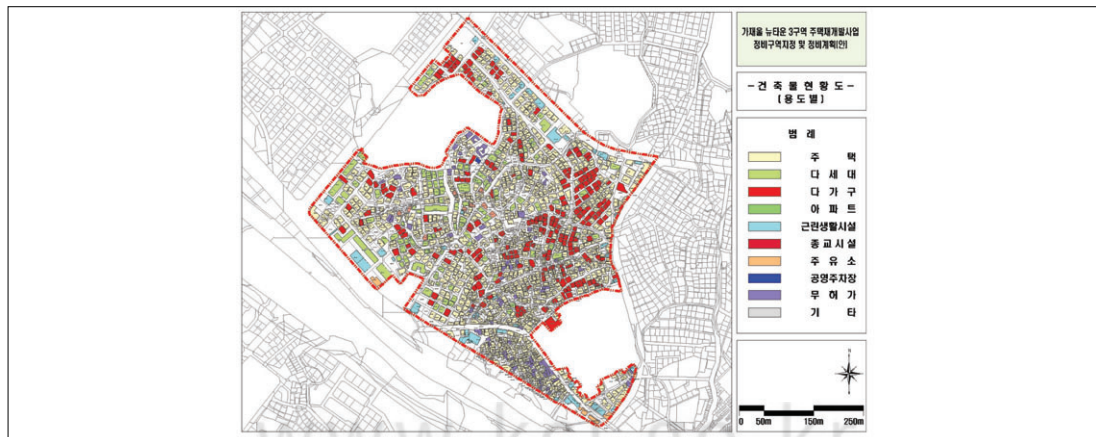 가재울 뉴타운 3구역 주택재개발사업
정비구역지정 및 정비계획(안)
-건 축 물 현 황 도-
(용 도 별)
범 례
주 택
다 세 대
다 가 구
아 파 트
근린생활시설
종 교 시 설
주 유 소
공영주차장
무 허 가
기 타
N
0 50m 150m 250m